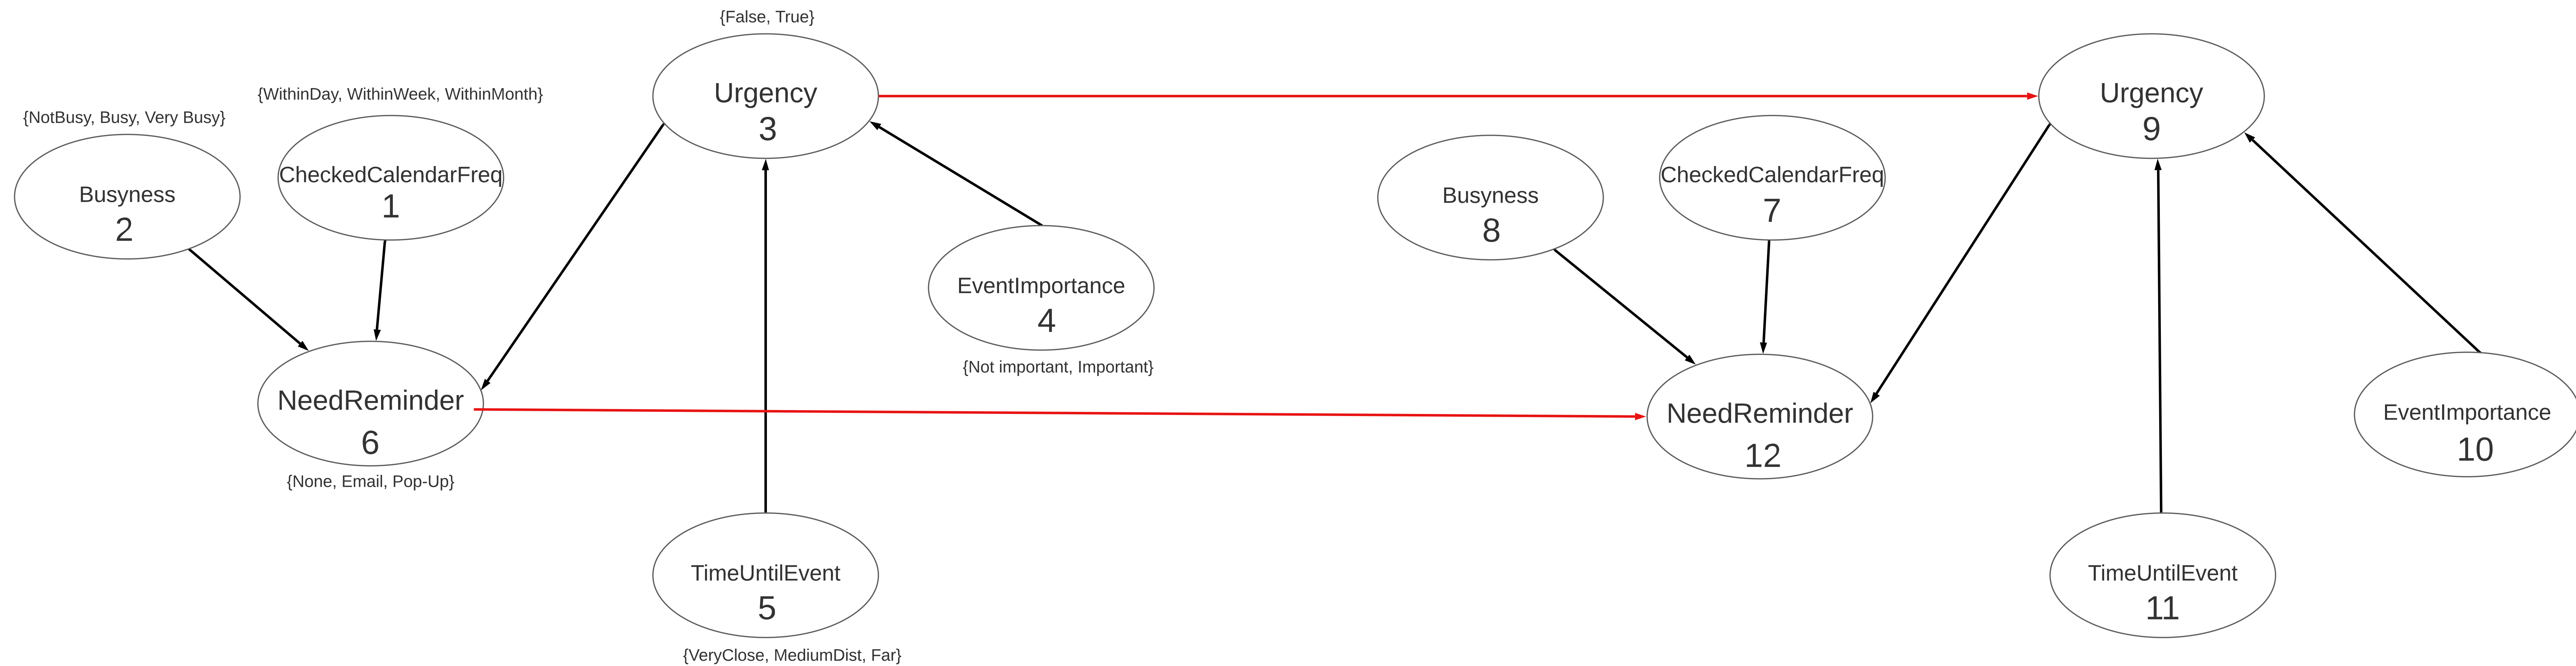 {False, True}
Urgency
3
{WithinDay, WithinWeek, WithinMonth}
CheckedCalendarFreq
1
{NotBusy, Busy, Very Busy}
Busyness
2
EventImportance
4
{Not important, Important}
NeedReminder
6
{None, Email, Pop-Up}
TimeUntilEvent
5
{VeryClose, MediumDist, Far}
Urgency
9
CheckedCalendarFreq
7
Busyness
8
NeedReminder
12
EventImportance
10
TimeUntilEvent
11